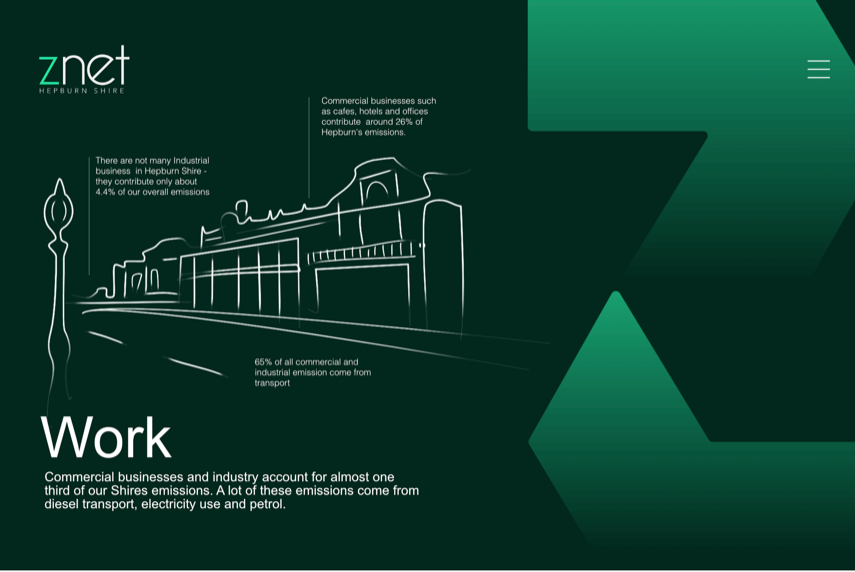 znet
HEPBURN SHIRE
Commercial businesses such
as cafes, hotels and offices
contribute around 26% of
Hepburn's emissions.
There are not many Industrial
business in Hepburn Shire -
they contribute only about
4.4% of our overall emissions
65% of all commercial and
industrial emission come from
transport
Work
Commercial businesses and industry account for almost one
third of our Shires emissions. A lot of these emissions come from
diesel transport, electricity use and petrol.